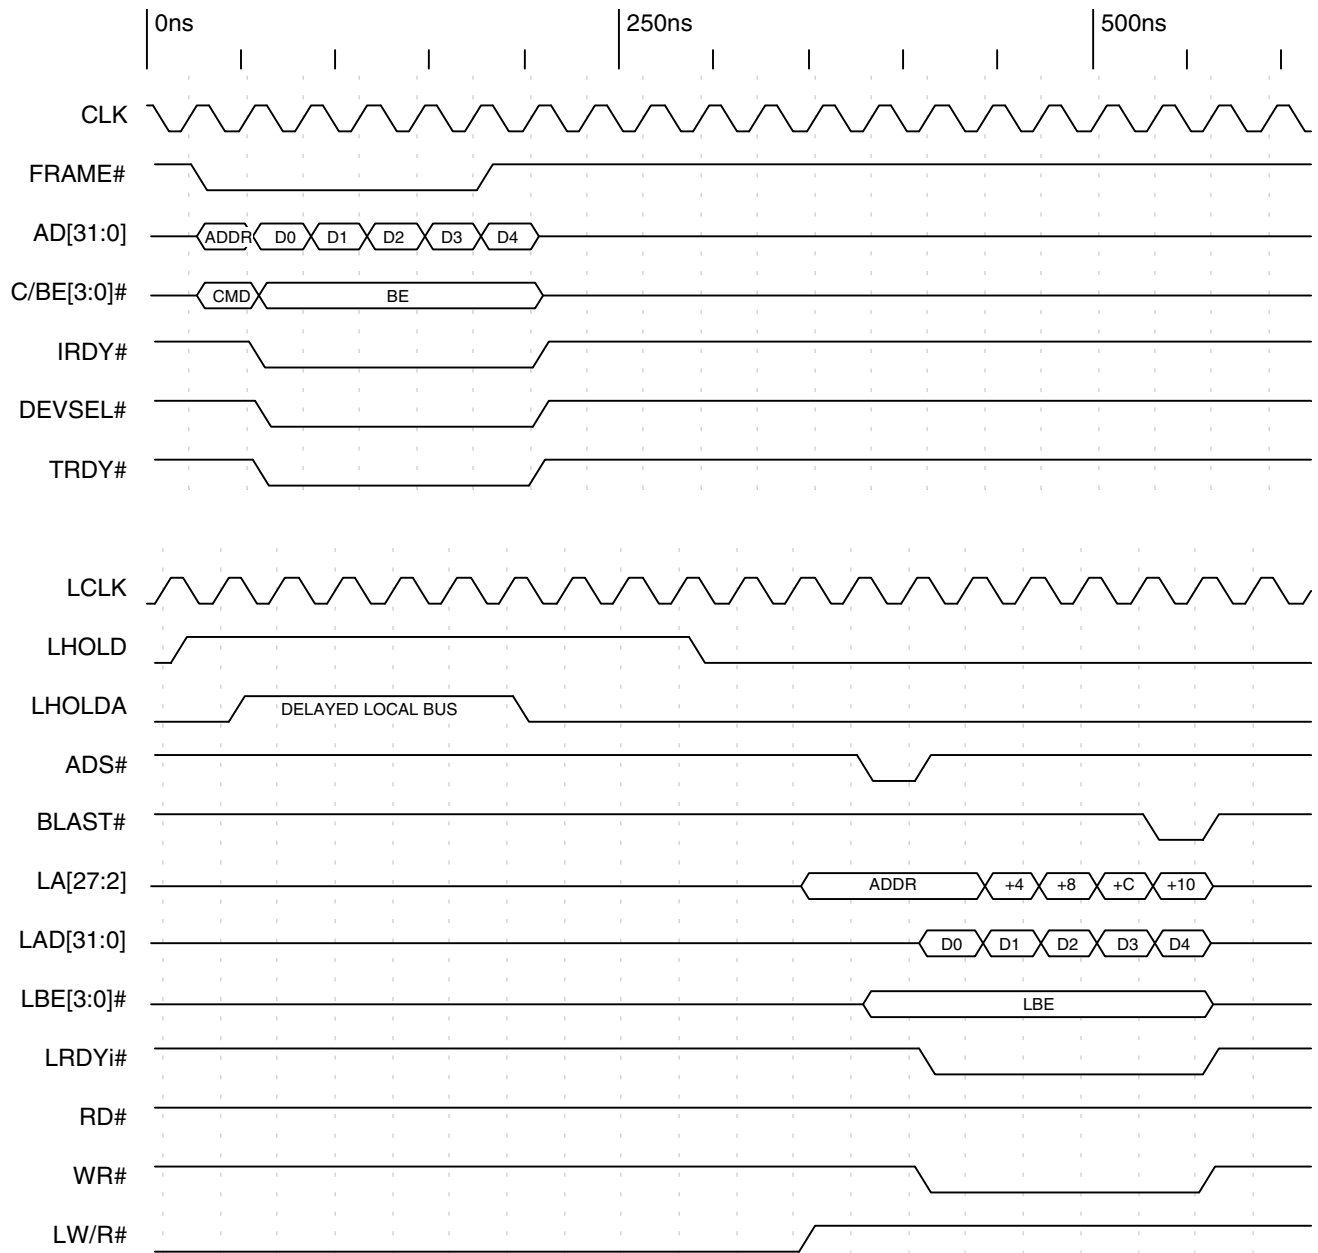 0ns 250ns 500ns
CLK
FRAME#
AD[31:0] ADDR D0 D1 D2 D3 D4
C/BE[3:0]# CMD BE
IRDY#
DEVSEL#
TRDY#
LCLK
LHOLD
LHOLDA DELAYED LOCAL BUS
ADS#
BLAST#
LA[27:2] ADDR +4 +8 +C +10
LAD[31:0] D0 D1 D2 D3 D4
LBE[3:0]# LBE
LRDYi#
RD#
WR#
LW/R#